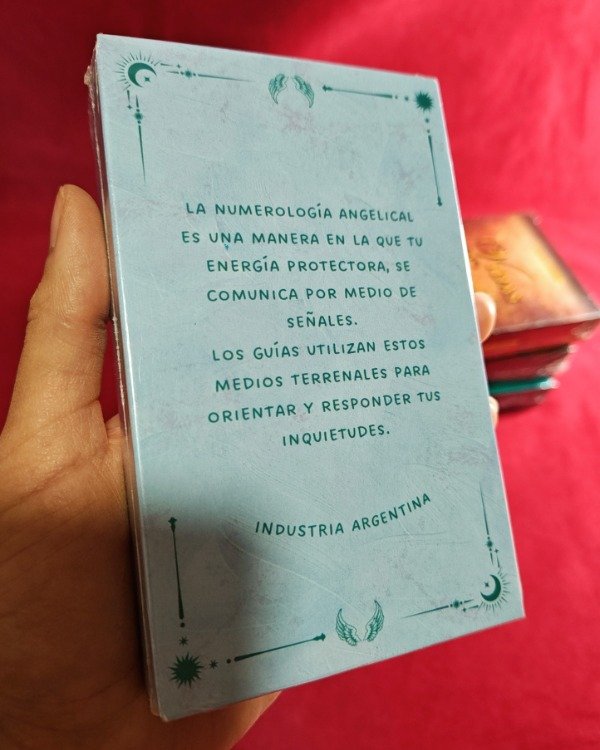 LA NUMEROLOGÍA ANGELICAL
ES UNA MANERA EN LA QUE TU
ENERGÍA PROTECTORA, SE
COMUNICA POR MEDIO DE
SEÑALES.
LOS GUÍAS UTILIZAN ESTOS
MEDIOS TERRENALES PARA
ORIENTAR Y RESPONDER TUS
INQUIETUDES.
INDUSTRIA ARGENTINA